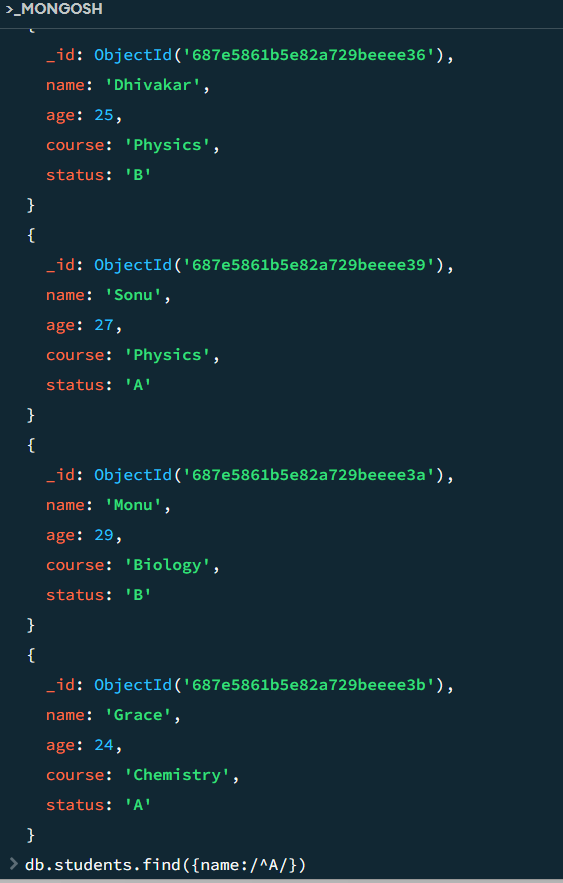 >_MONGOSH
{
_id: ObjectId('687e5861b5e82a729beeee36'),
name: 'Dhivakar',
age: 25,
course: 'Physics',
status: 'B'
}
{
_id: ObjectId('687e5861b5e82a729beeee39'),
name: 'Sonu',
age: 27,
course: 'Physics',
status: 'A'
}
{
_id: ObjectId('687e5861b5e82a729beeee3a'),
name: 'Monu',
age: 29,
course: 'Biology',
status: 'B'
}
{
_id: ObjectId('687e5861b5e82a729beeee3b'),
name: 'Grace',
age: 24,
course: 'Chemistry',
status: 'A'
}
> db.students.find({name:/^A/})